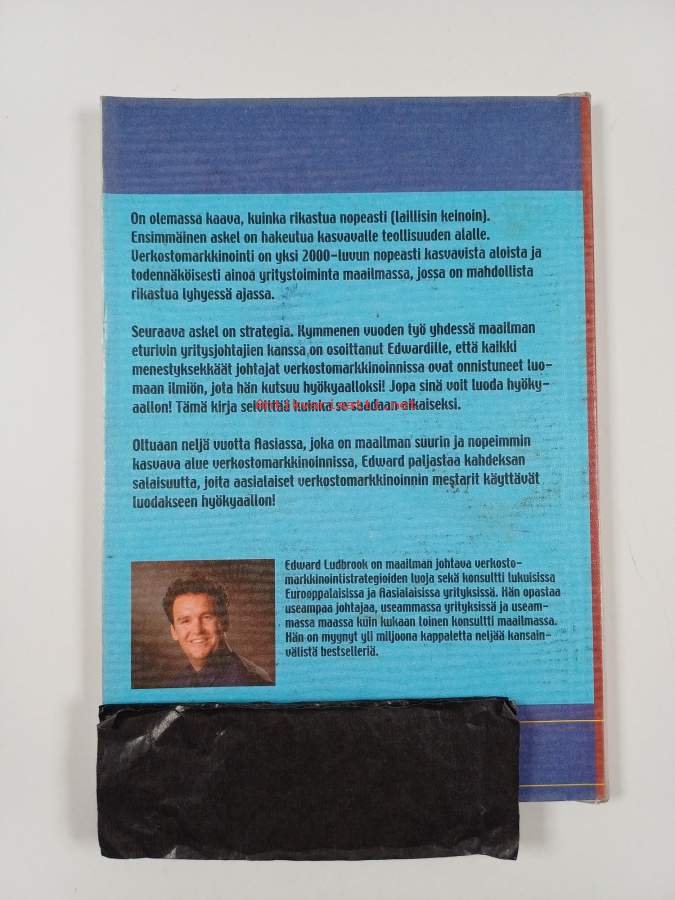 On olemassa kaava, kuinka rikastua nopeasti (laillisin keinoin).
Ensimmäinen askel on hakeutua kasvavalle teollisuuden alalle.
Verkostomarkkinointi on yksi 2000-luvun nopeasti kasvavista aloista ja
todennäköisesti ainoa yritystoiminta maailmassa, jossa on mahdollista
rikastua lyhyessä ajassa.
Seuraava askel on strategia. Kymmenen vuoden työ yhdessä maailman
eturivin yritysjohtajien kanssa on osoittanut Edwardille, että kaikki
menestyksekkäät johtajat verkostomarkkinoinnissa ovat onnistuneet luo-
maan ilmiön, jota hän kutsuu hyökyaalloksi! Jopa sinä voit luoda hyöky-
aallon! Tämä kirja selvittää kuinka se saadaan aikaiseksi.
Oltuaan neljä vuotta Aasiassa, joka on maailman suurin ja nopeimmin
kasvava alue verkostomarkkinoinnissa, Edward paljastaa kahdeksan
salaisuutta, joita aasialaiset verkostomarkkinoinnin mestarit käyttävät
luodakseen hyökyaallon!
Edward Ludbrook on maailman johtava verkosto-
markkinointistrategioiden luoja sekä konsultti lukuisissa
Eurooppalaisissa ja Aasialaisissa yrityksissä. Hän opastaa
useampaa johtajaa, useammassa yrityksissä ja useam-
massa maassa kuin kukaan toinen konsultti maailmassa.
Hän on myynyt yli miljoona kappaletta neljää kansain-
välistä bestselleriä.